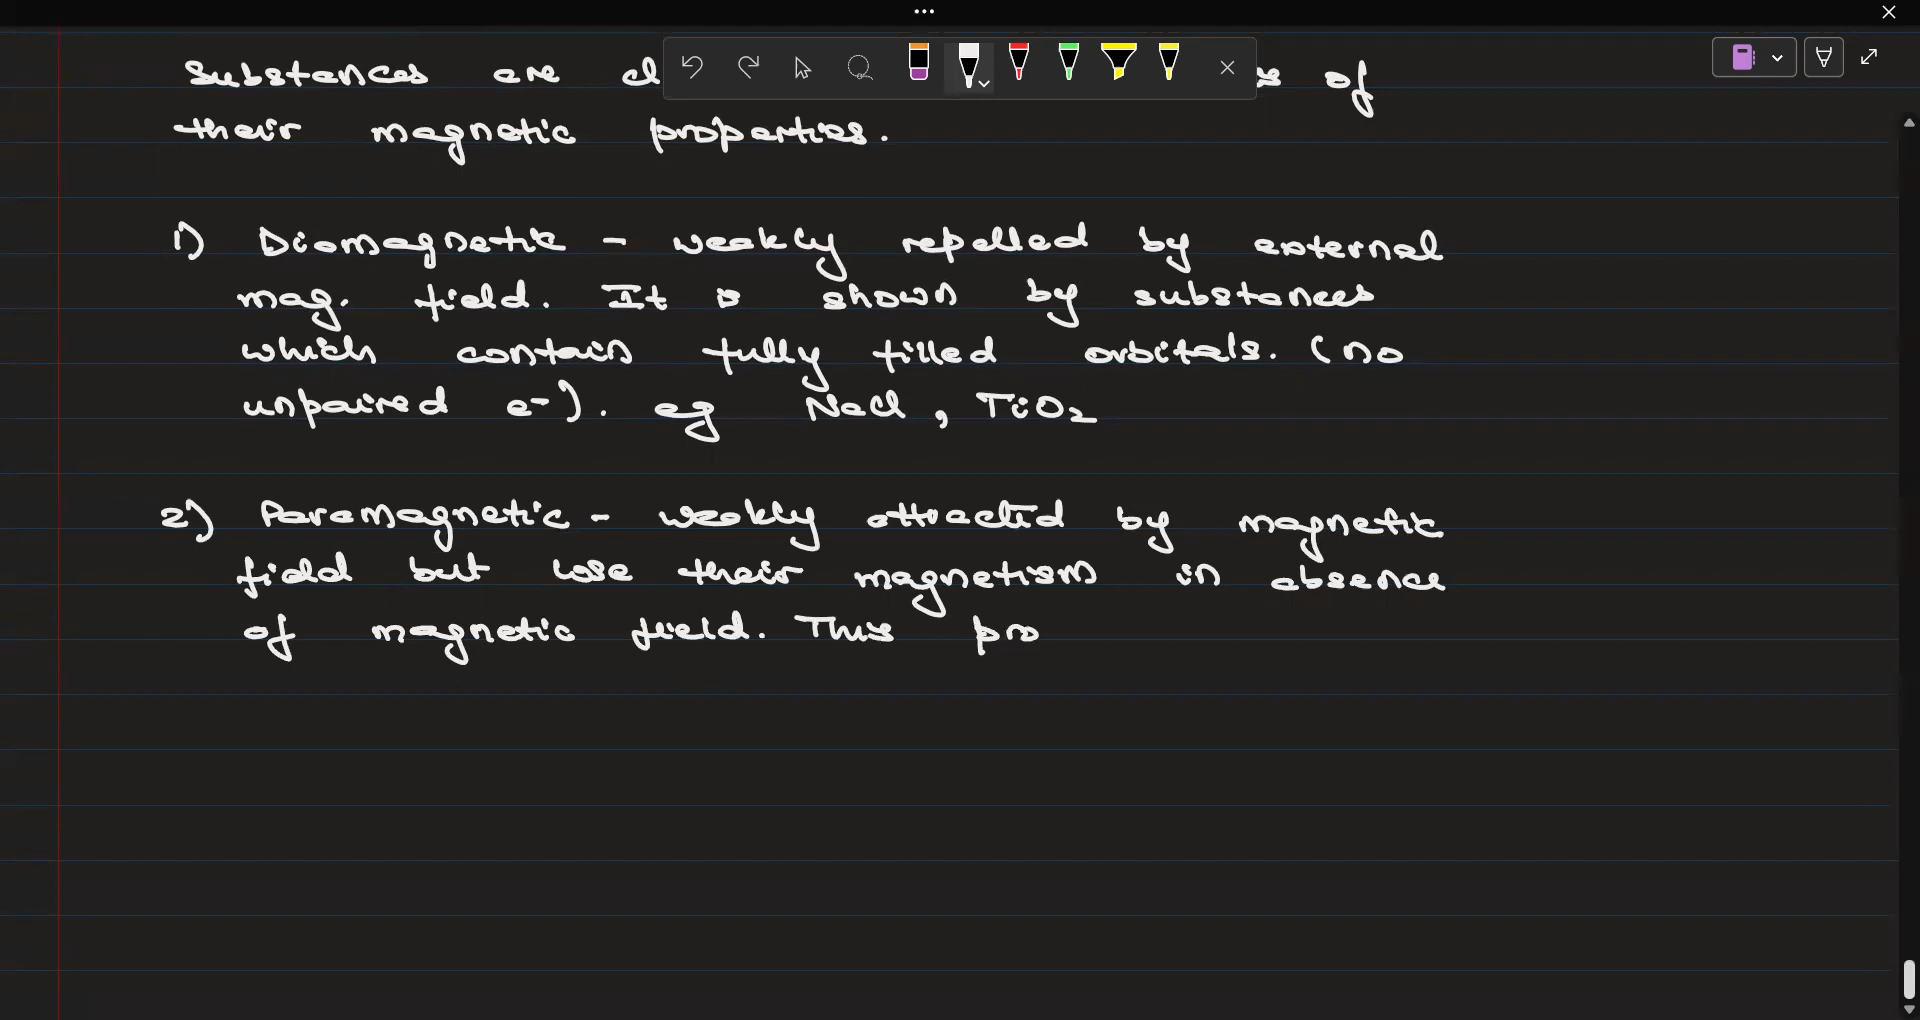 Substances are of
their magnetic properties.
1) Diamagnetic - weakly repelled by external
mag. field. It is shown by substances
which contain fully filled orbitals. (no
unpaired e-). eg NaCl, TiO2
2) Paramagnetic - weakly attracted by magnetic
field but lose their magnetism in absence
of magnetic field. This pro